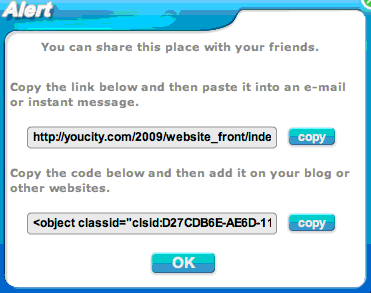 Alert
You can share this place with your friends.
Copy the link below and then paste it into an e-mail
or instant message.
http://youcity.com/2009/website_front/inde
copy
Copy the code below and then add it on your blog or
other websites.
<object classid="clsid:D27CDB6E-AE6D-11
copy
OK